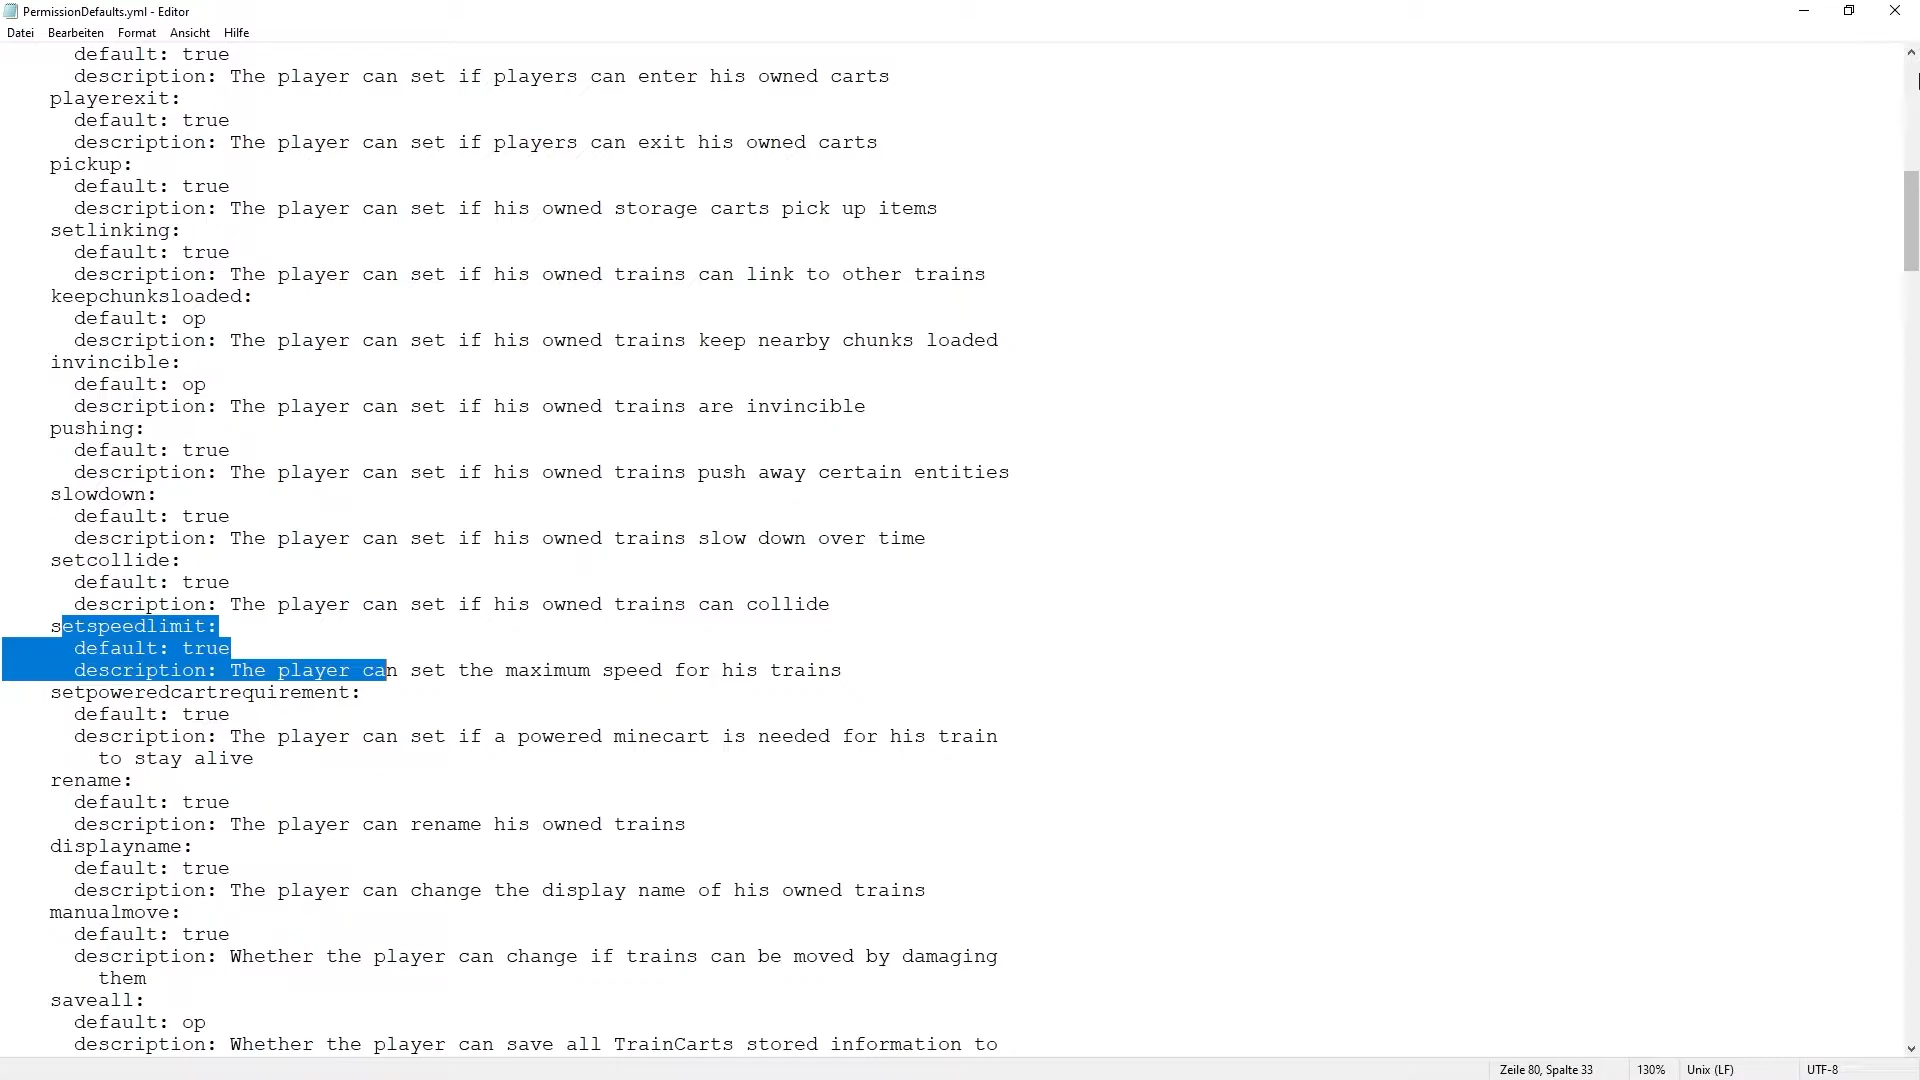 PermissionDefaults.yml - Editor
Datei Bearbeiten Format Ansicht Hilfe
default: true
description: The player can set if players can enter his owned carts
playerexit:
default: true
description: The player can set if players can exit his owned carts
pickup:
default: true
description: The player can set if his owned storage carts pick up items
setlinking:
default: true
description: The player can set if his owned trains can link to other trains
keepchunksloaded:
default: op
description: The player can set if his owned trains keep nearby chunks loaded
invincible:
default: op
description: The player can set if his owned trains are invincible
pushing:
default: true
description: The player can set if his owned trains push away certain entities
slowdown:
default: true
description: The player can set if his owned trains slow down over time
setcollide:
default: true
description: The player can set if his owned trains can collide
setspeedlimit:
default: true
description: The player can set the maximum speed for his trains
setpoweredcartrequirement:
default: true
description: The player can set if a powered minecart is needed for his train
to stay alive
rename:
default: true
description: The player can rename his owned trains
displayname:
default: true
description: The player can change the display name of his owned trains
manualmove:
default: true
description: Whether the player can change if trains can be moved by damaging
them
saveall:
default: op
description: Whether the player can save all TrainCarts stored information to
Zeile 80, Spalte 33 130% Unix (LF) UTF-8